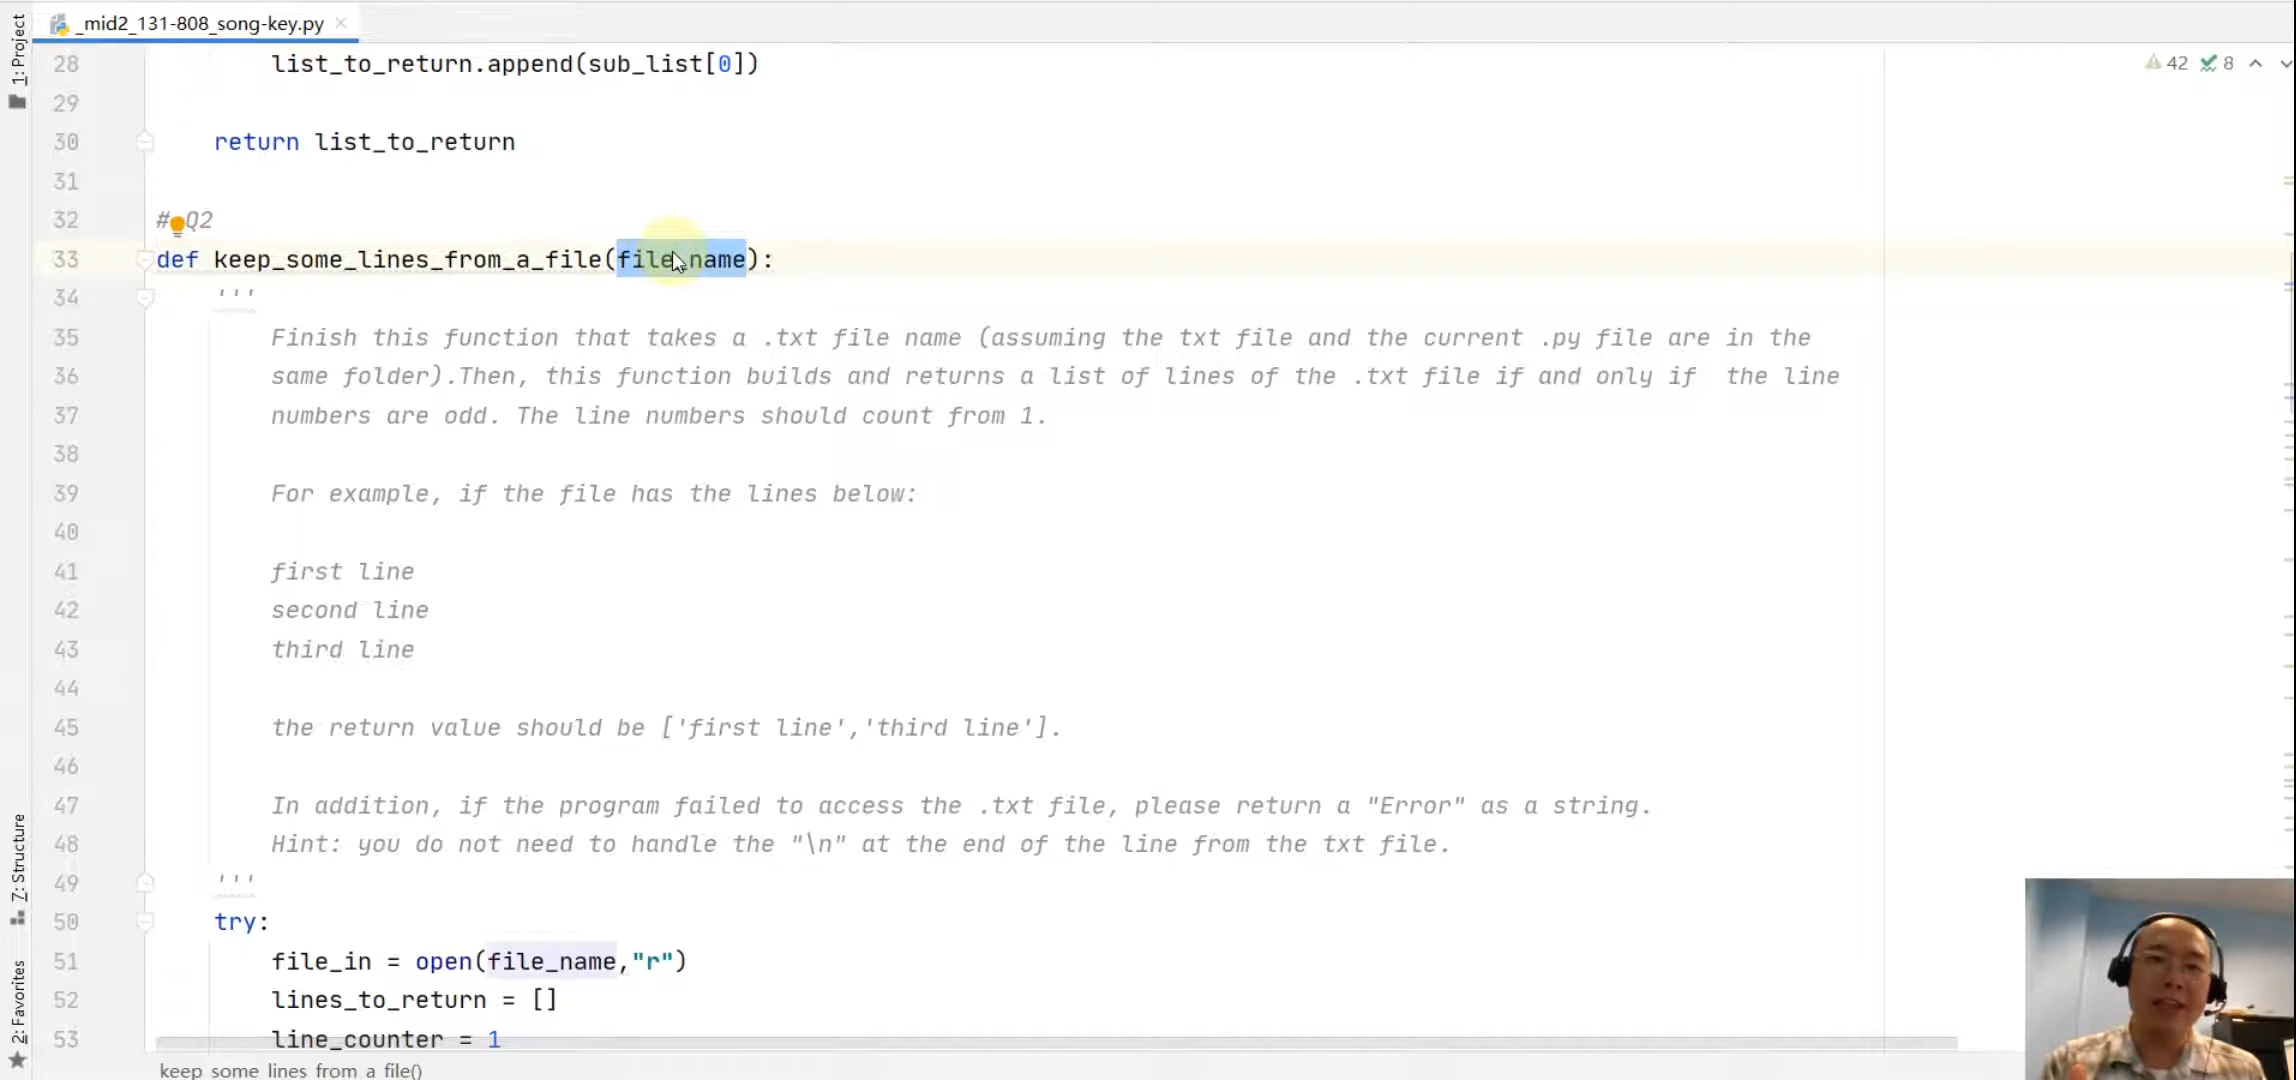 _mid2_131-808_song-key.py
1: Project
42 8
28 list_to_return.append(sub_list[0])
29
30 return list_to_return
31
32 # Q2
33 def keep_some_lines_from_a_file(file_name):
34 '''
35 Finish this function that takes a .txt file name (assuming the txt file and the current .py file are in the
36 same folder).Then, this function builds and returns a list of lines of the .txt file if and only if  the line
37 numbers are odd. The line numbers should count from 1.
38
39 For example, if the file has the lines below:
40
41 first line
42 second line
43 third line
44
45 the return value should be ['first line','third line'].
46
47 In addition, if the program failed to access the .txt file, please return a "Error" as a string.
48 Hint: you do not need to handle the "\n" at the end of the line from the txt file.
49 '''
50 try:
51 file_in = open(file_name,"r")
52 lines_to_return = []
53 line_counter = 1
7: Structure
2: Favorites
keep_some_lines_from_a_file()